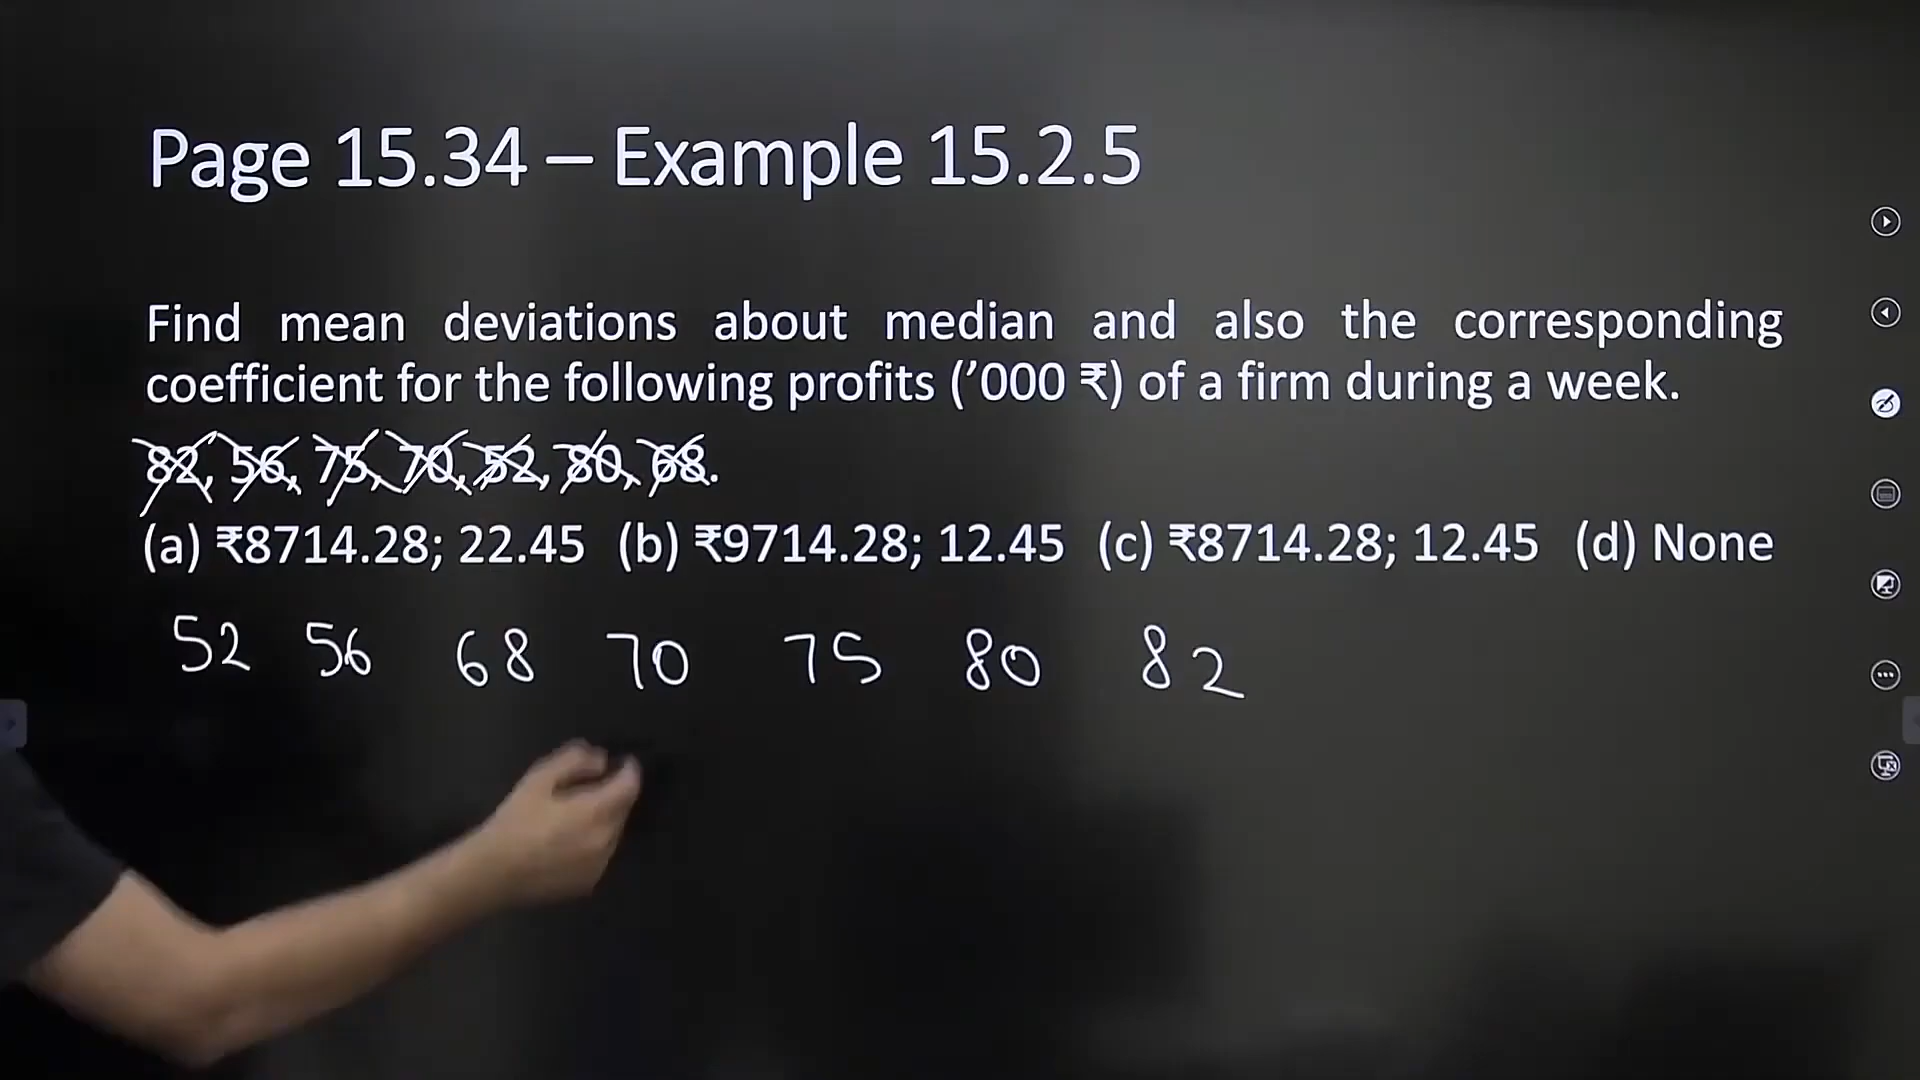 Page 15.34 – Example 15.2.5
Find mean deviations about median and also the corresponding
coefficient for the following profits (’000 ₹) of a firm during a week.
82, 56, 75, 70, 52, 80, 68.
(a) ₹8714.28; 22.45 (b) ₹9714.28; 12.45 (c) ₹8714.28; 12.45 (d) None
52 56 68 70 75 80 82